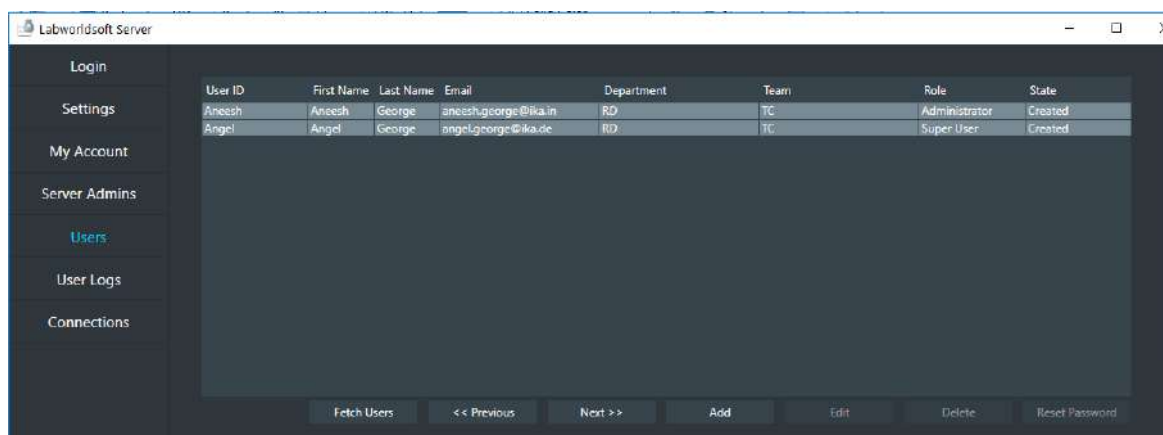 Labworldsoft Server
Login
Settings
My Account
Server Admins
Users
User Logs
Connections
User ID First Name Last Name Email Department Team Role State
Aneesh Aneesh George aneesh.george@ika.in RD TC Administrator Created
Angel Angel George angel.george@ika.de RD TC Super User Created
Fetch Users << Previous Next >> Add Edit Delete Reset Password